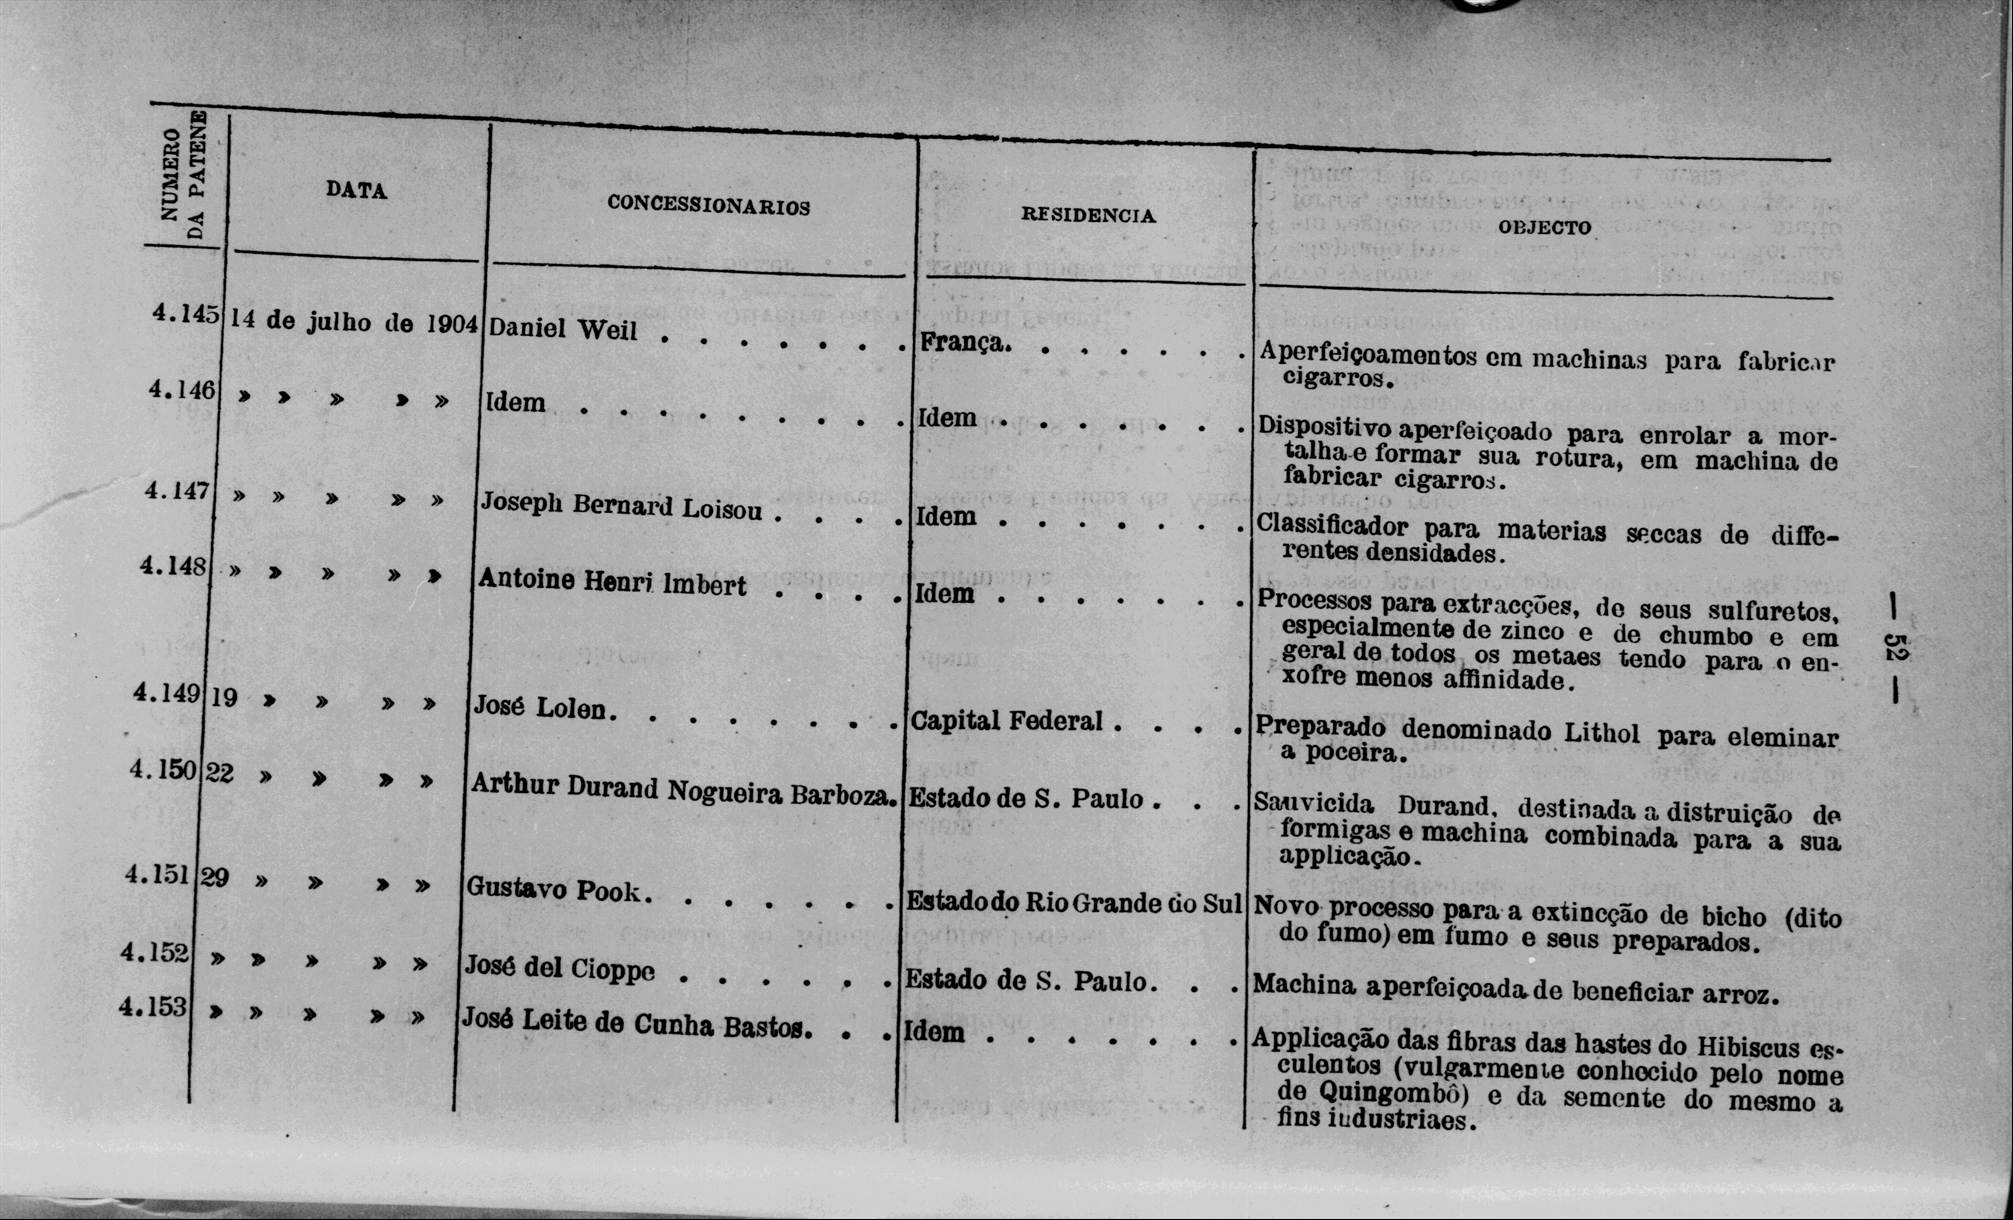 NUMERO
DA PATENE
DATA
CONCESSIONARIOS
RESIDENCIA
OBJECTO
4.145 14 de julho de 1904 Daniel Weil . . . . . . . França. . . . . . . Aperfeiçoamentos em machinas para fabricar
cigarros.
4.146 » » » » » Idem . . . . . . . . . Idem . . . . . . . Dispositivo aperfeiçoado para enrolar a mor-
talha e formar sua rotura, em machina de
fabricar cigarros.
4.147 » » » » » Joseph Bernard Loisou . . . . Idem . . . . . . . Classificador para materias seccas de diffe-
rentes densidades.
4.148 » » » » » Antoine Henri Imbert . . . . Idem . . . . . . . Processos para extracções, de seus sulfuretos,
especialmente de zinco e de chumbo e em
geral de todos os metaes tendo para o en-
xofre menos affinidade.
4.149 19 » » » » José Lolen. . . . . . . . Capital Federal . . . . Preparado denominado Lithol para eleminar
a poceira.
4.150 22 » » » » Arthur Durand Nogueira Barboza. Estado de S. Paulo . . . Sauvicida Durand, destinada a distruição de
formigas e machina combinada para a sua
applicação.
4.151 29 » » » » Gustavo Pook. . . . . . . Estado do Rio Grande do Sul Novo processo para a extincção de bicho (dito
do fumo) em fumo e seus preparados.
4.152 » » » » » José del Cioppe . . . . . . Estado de S. Paulo. . . Machina aperfeiçoada de beneficiar arroz.
4.153 » » » » » José Leite de Cunha Bastos. . . Idem . . . . . . . Applicação das fibras das hastes do Hibiscus es-
culentos (vulgarmente conhecido pelo nome
de Quingombô) e da semente do mesmo a
fins industriaes.
— 52 —